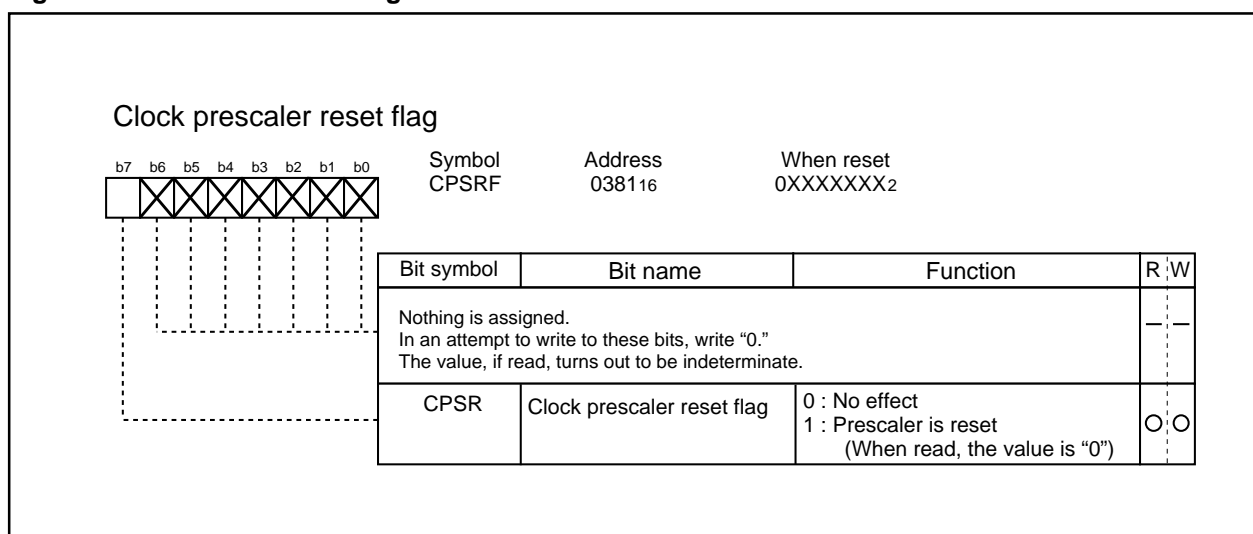 Clock prescaler reset flag
b7 b6 b5 b4 b3 b2 b1 b0
Symbol Address When reset
CPSRF 038116 0XXXXXXX2
Bit symbol Bit name Function R W
Nothing is assigned.
In an attempt to write to these bits, write “0.”
The value, if read, turns out to be indeterminate.
— —
CPSR Clock prescaler reset flag 0 : No effect
1 : Prescaler is reset
(When read, the value is “0”)
O O